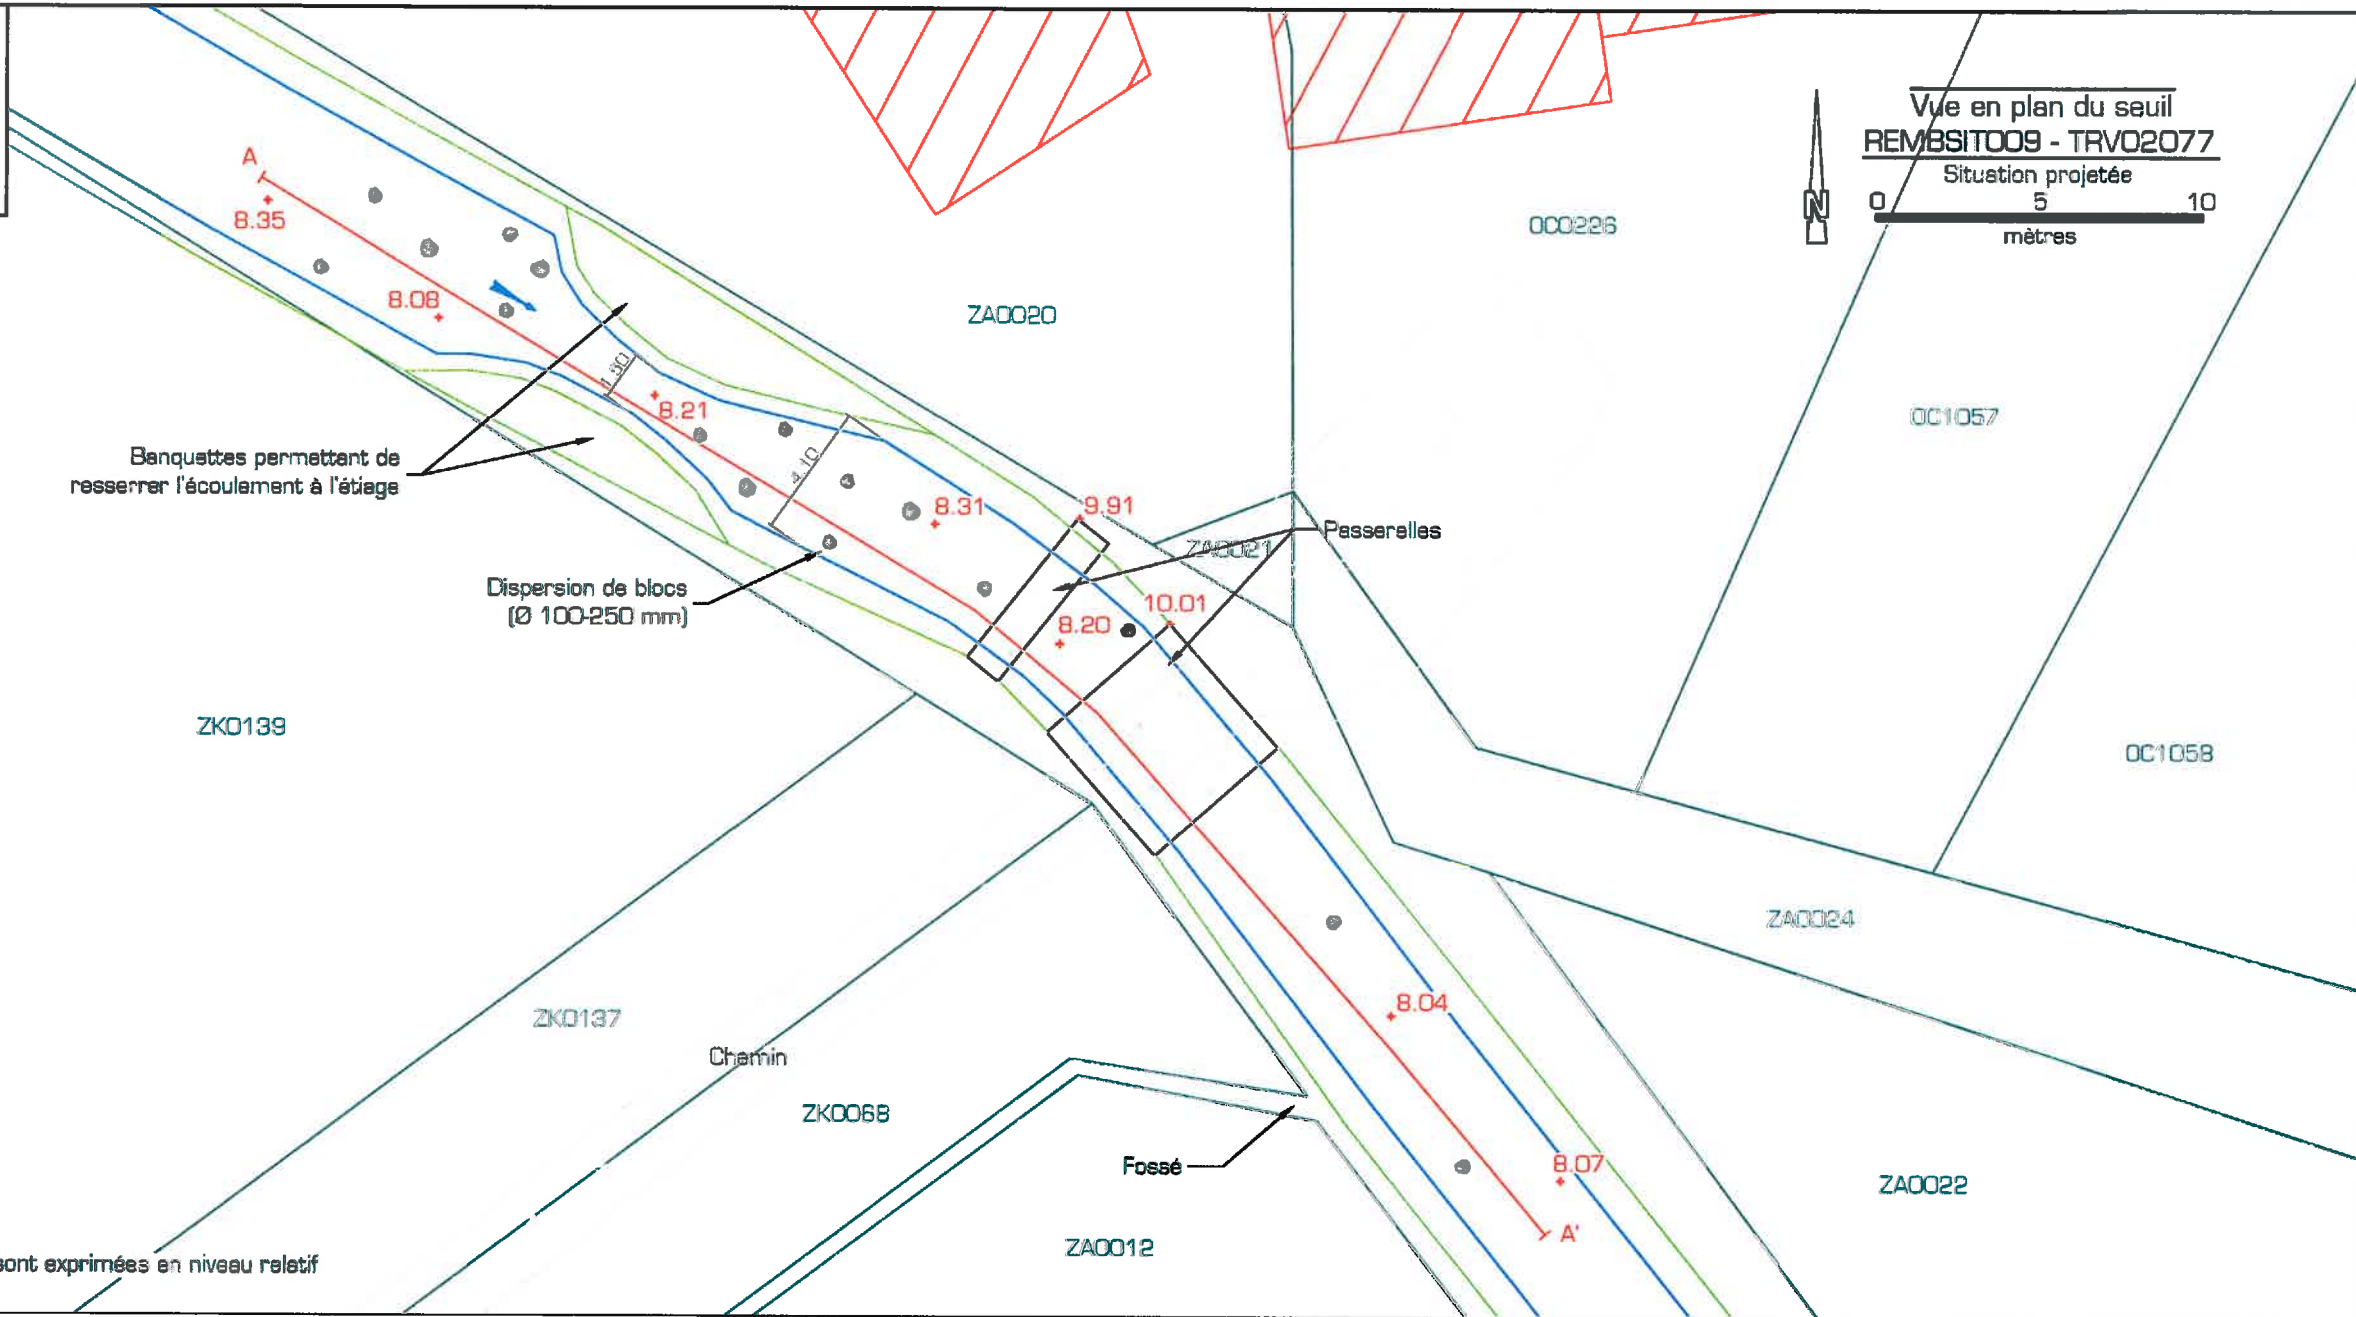 Vue en plan du seuil
REMBSIT009 - TRV02077
Situation projetée
0 5 10
mètres
N
A
8.35
8.08
1.90
8.21
4.10
8.31
9.91
10.01
8.20
8.04
8.07
A'
ZA0020
OC0226
OC1057
OC1058
ZA0021
Passerelles
Banquettes permettant de
resserrer l'écoulement à l'étiage
Dispersion de blocs
(Ø 100-250 mm)
ZK0139
ZK0137
Chemin
ZK0068
Fossé
ZA0012
ZA0024
ZA0022
sont exprimées en niveau relatif